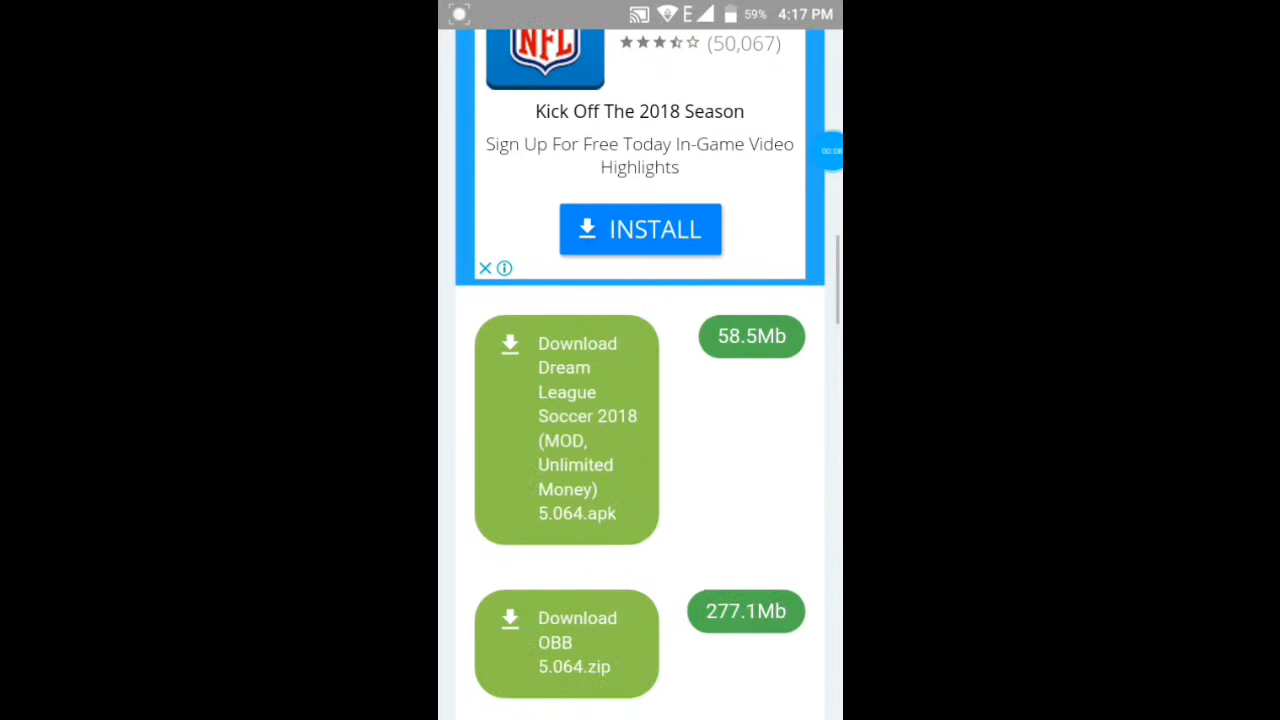 E 59% 4:17 PM
NFL
(50,067)
Kick Off The 2018 Season
00:08
Sign Up For Free Today In-Game Video
Highlights
INSTALL
Download
Dream
League
Soccer 2018
(MOD,
Unlimited
Money)
5.064.apk
58.5Mb
Download
OBB
5.064.zip
277.1Mb